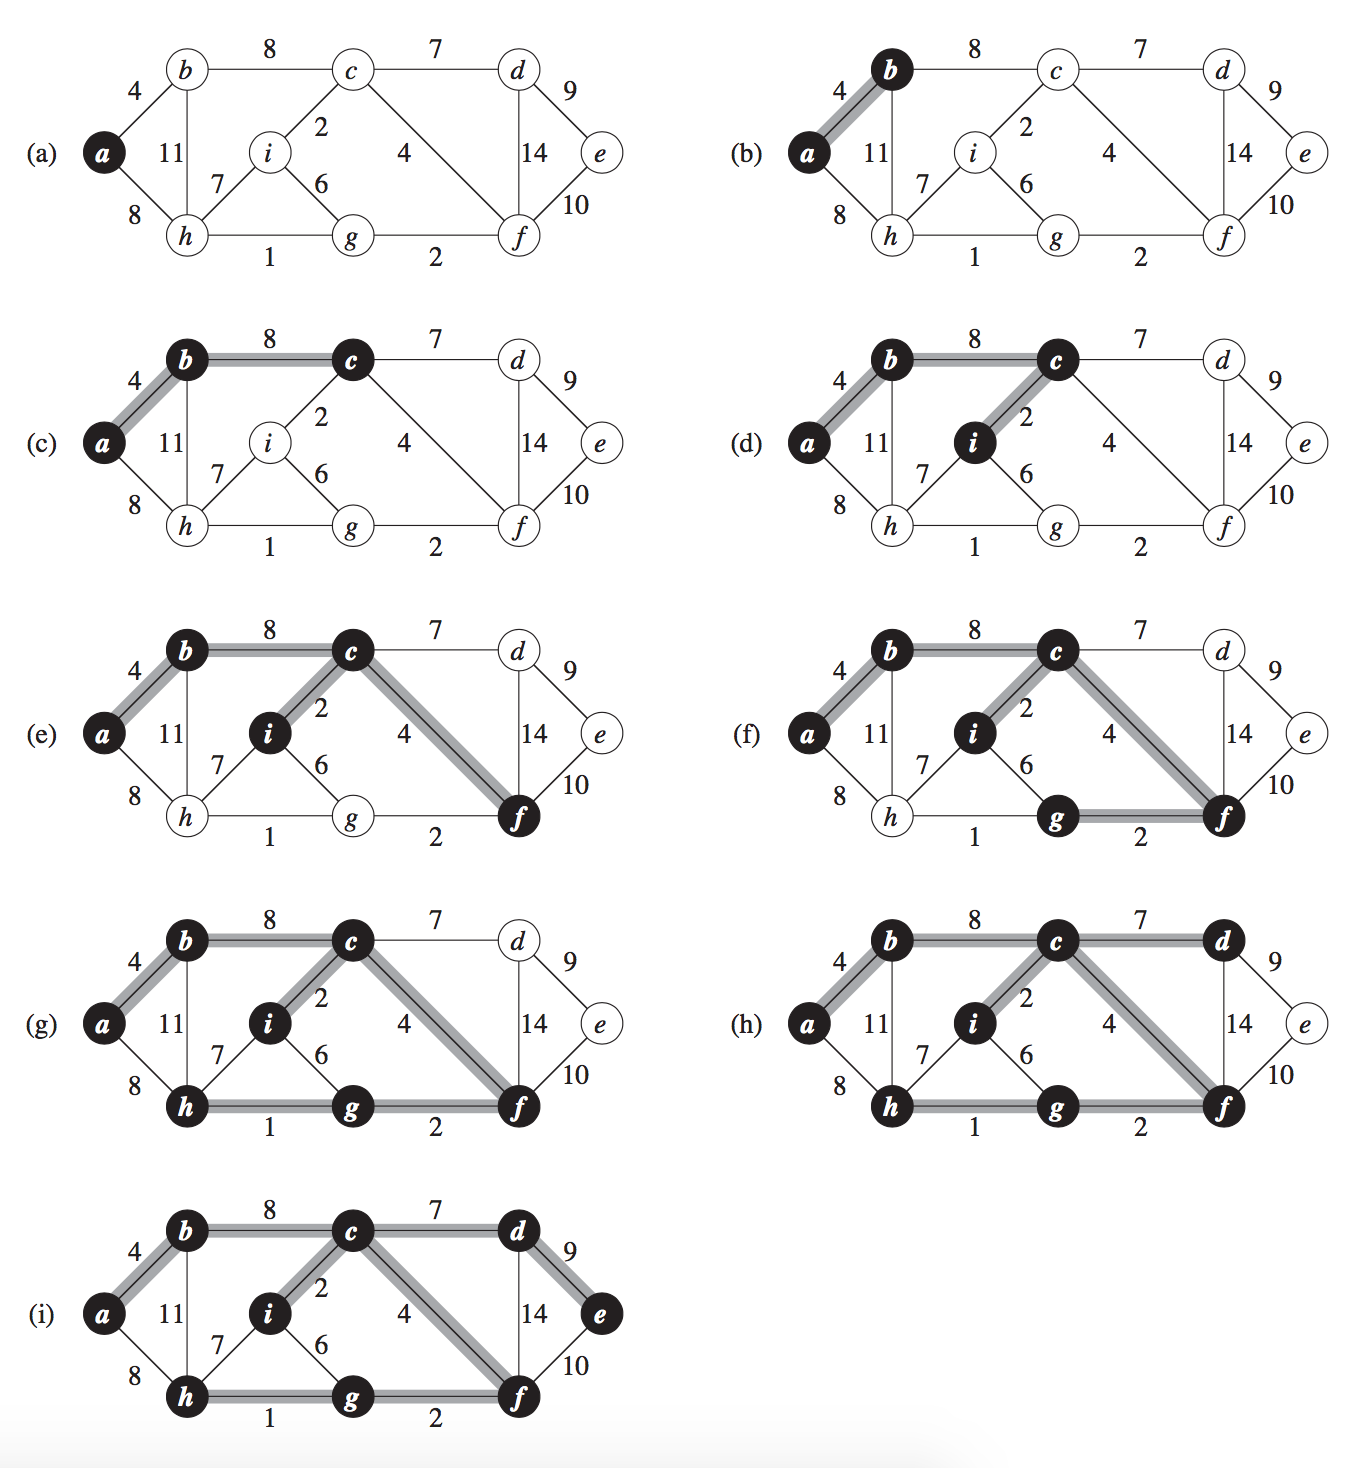 8 7 8 7
b c d b c d
4 9 4 9
2 2
(a) a 11 i 4 14 e (b) a 11 i 4 14 e
7 6 7 6
8 10 8 10
h g f h g f
1 2 1 2
8 7 8 7
b c d b c d
4 9 4 9
2 2
(c) a 11 i 4 14 e (d) a 11 i 4 14 e
7 6 7 6
8 10 8 10
h g f h g f
1 2 1 2
8 7 8 7
b c d b c d
4 9 4 9
2 2
(e) a 11 i 4 14 e (f) a 11 i 4 14 e
7 6 7 6
8 10 8 10
h g f h g f
1 2 1 2
8 7 8 7
b c d b c d
4 9 4 9
2 2
(g) a 11 i 4 14 e (h) a 11 i 4 14 e
7 6 7 6
8 10 8 10
h g f h g f
1 2 1 2
8 7
b c d
4 9
2
(i) a 11 i 4 14 e
7 6
8 10
h g f
1 2